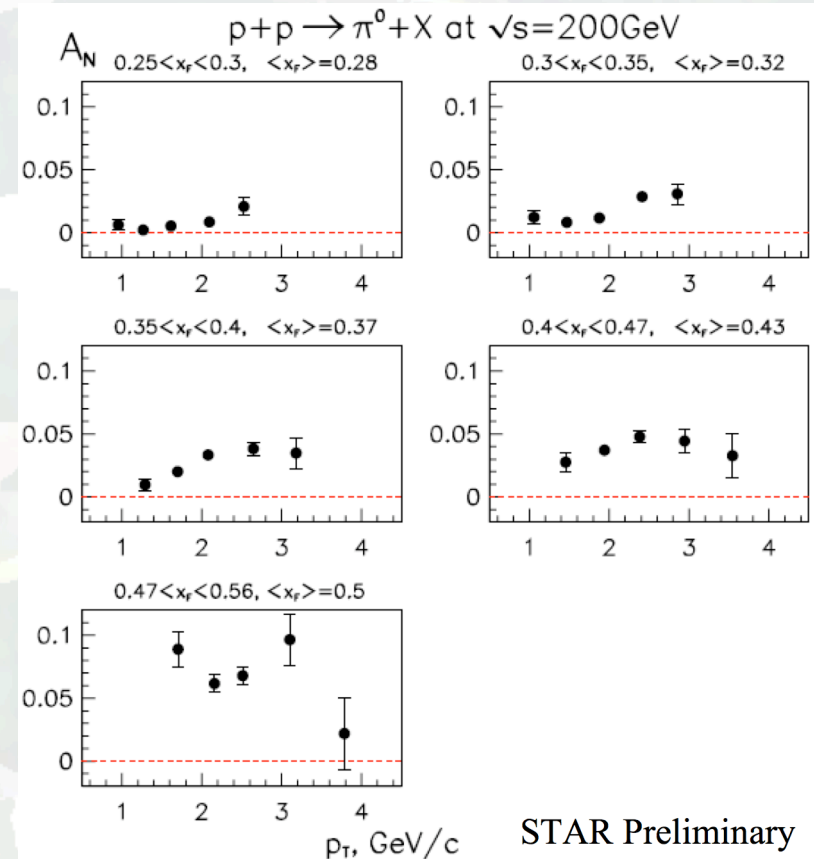 p+p → π⁰+X at √s=200GeV
A_N
0.25<x_F<0.3, <x_F>=0.28
0.3<x_F<0.35, <x_F>=0.32
0.1
0.05
0
1 2 3 4
0.1
0.05
0
1 2 3 4
0.35<x_F<0.4, <x_F>=0.37
0.4<x_F<0.47, <x_F>=0.43
0.1
0.05
0
1 2 3 4
0.1
0.05
0
1 2 3 4
0.47<x_F<0.56, <x_F>=0.5
0.1
0.05
0
1 2 3 4
p_T, GeV/c
STAR Preliminary